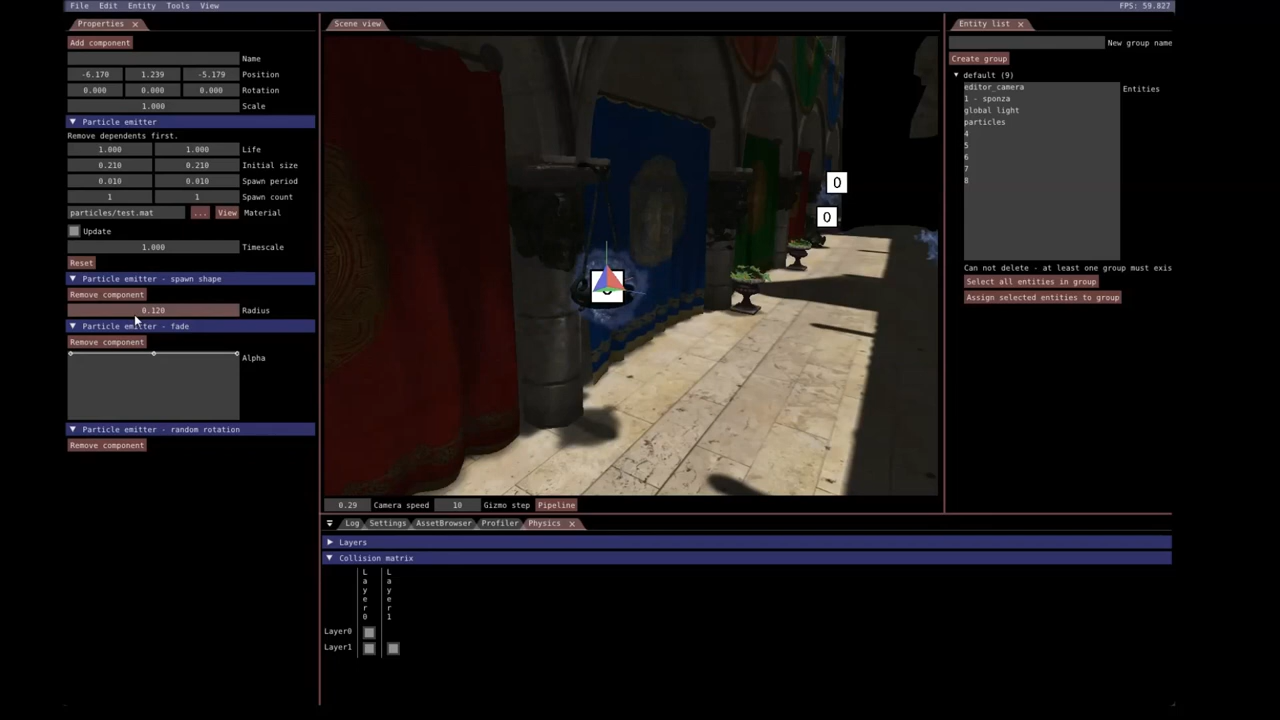 File Edit Entity Tools View FPS: 59.827
Properties
Add component
Name
-6.170 1.239 -5.179 Position
0.000 0.000 0.000 Rotation
1.000 Scale
Particle emitter
Remove dependents first.
1.000 1.000 Life
0.210 0.210 Initial size
0.010 0.010 Spawn period
1 1 Spawn count
particles/test.mat ... View Material
Update
1.000 Timescale
Reset
Particle emitter - spawn shape
Remove component
0.120 Radius
Particle emitter - fade
Remove component
Alpha
Particle emitter - random rotation
Remove component
Scene view
0
0
0.29 Camera speed 10 Gizmo step Pipeline
Log Settings AssetBrowser Profiler Physics
Layers
Collision matrix
Layer0
Layer1
Layer0
Layer1
Entity list
New group name
Create group
default (9)
editor_camera Entities
1 - sponza
global light
particles
4
5
6
7
8
Can not delete - at least one group must exis
Select all entities in group
Assign selected entities to group